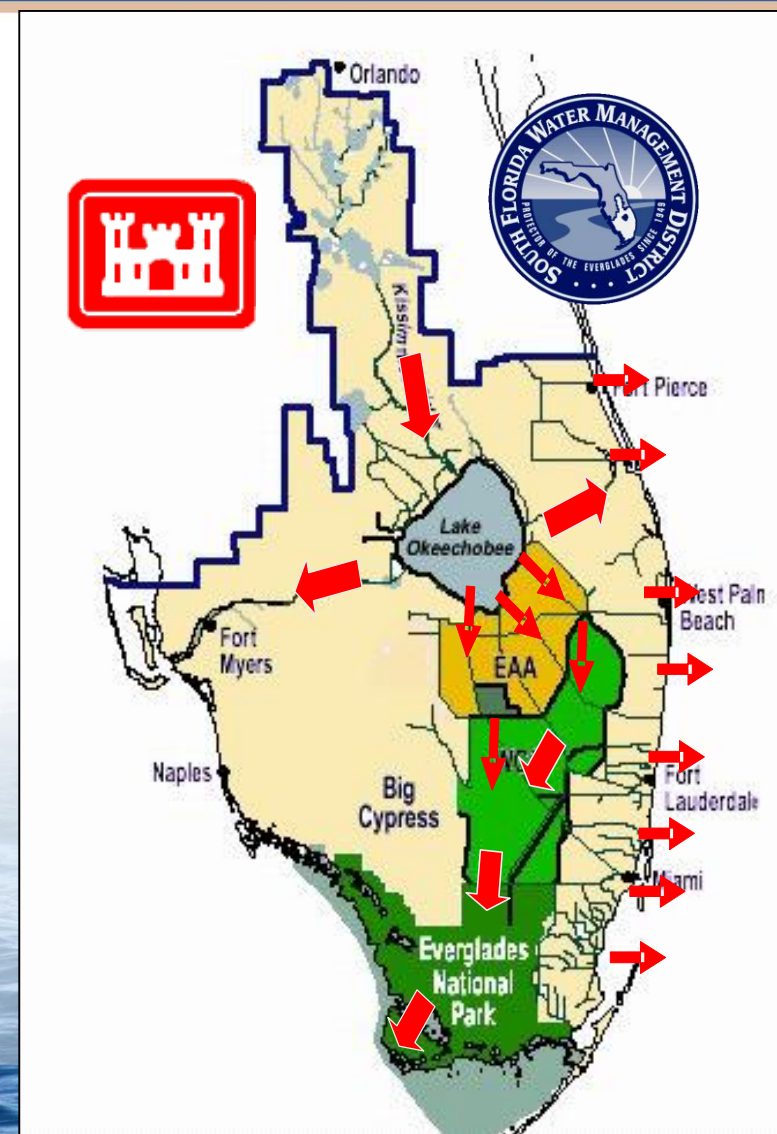 Orlando
SOUTH FLORIDA WATER MANAGEMENT DISTRICT
PROTECTOR OF THE EVERGLADES SINCE 1949
Fort Pierce
Lake
Okeechobee
West Palm
Beach
Fort
Myers
EAA
Naples
Big
Cypress
Fort
Lauderdale
Miami
Everglades
National
Park